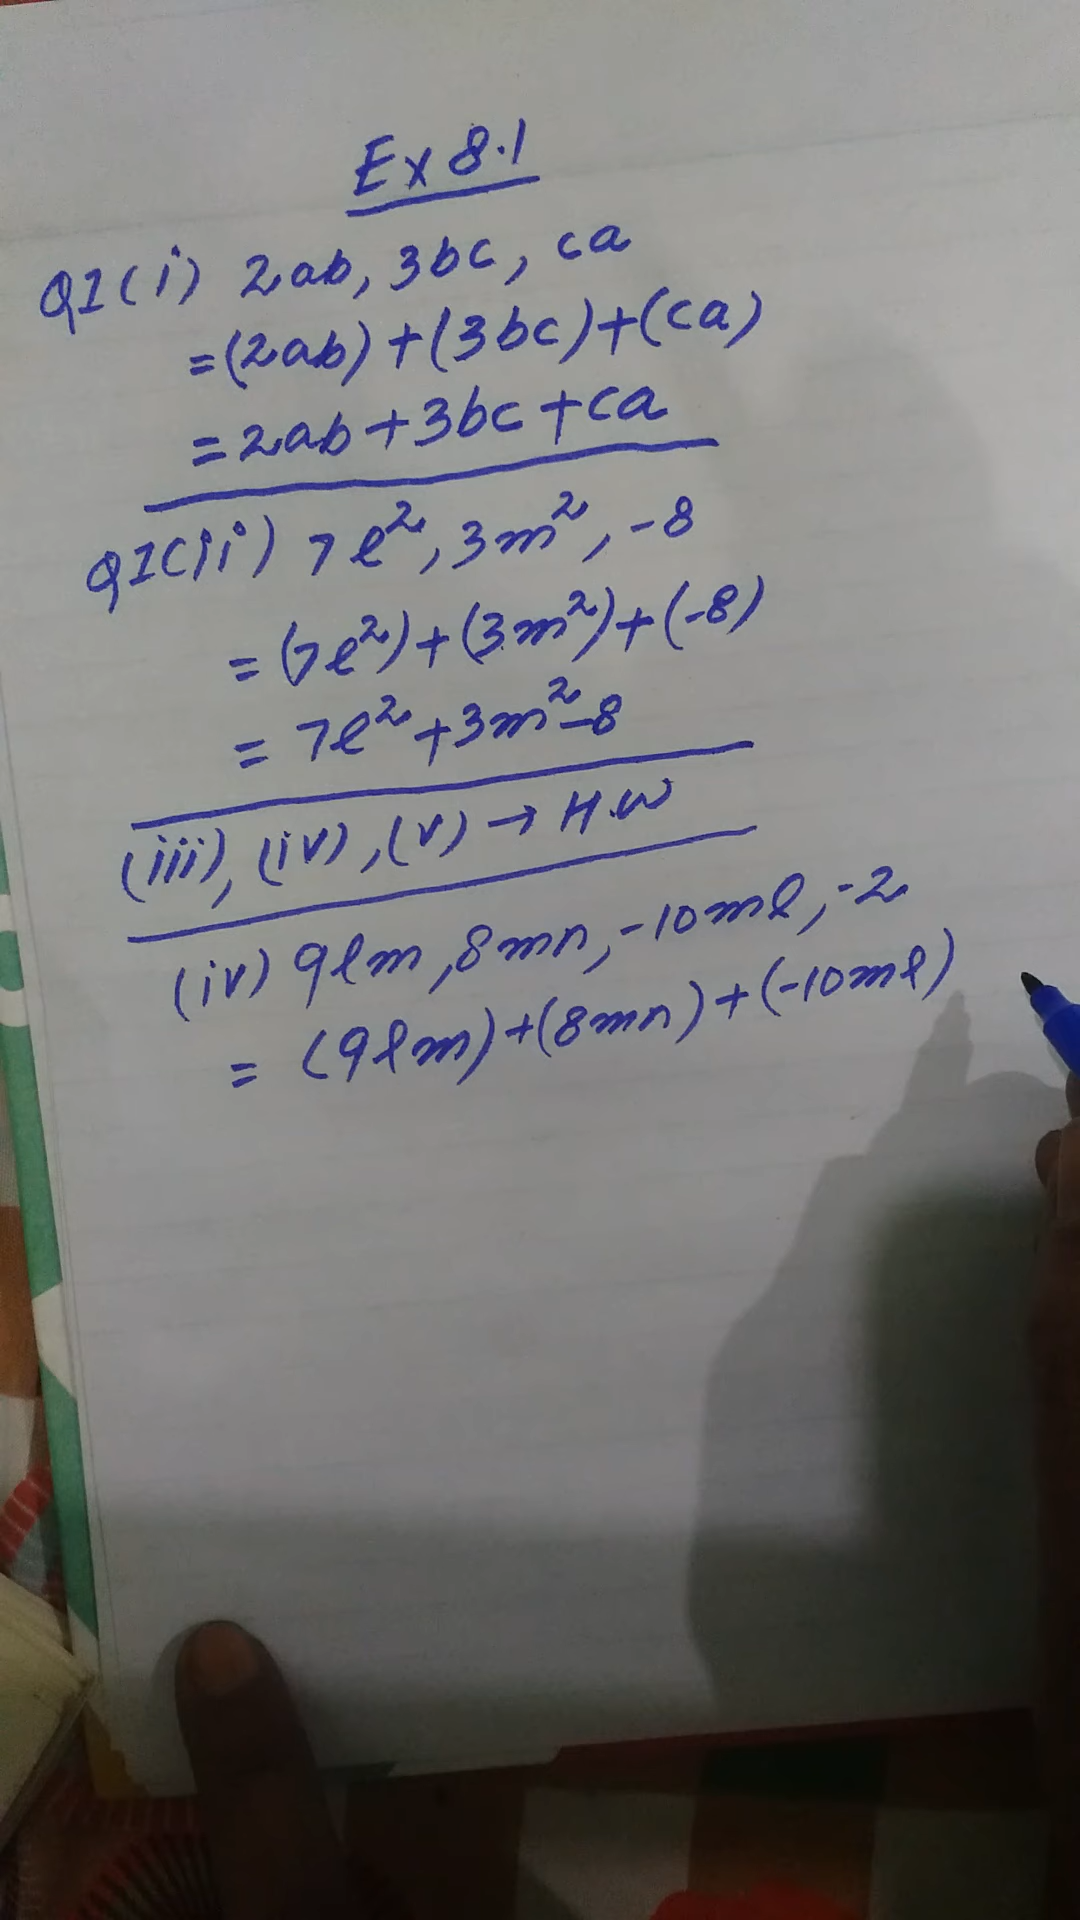 Ex 8.1
Q1(i) 2ab, 3bc, ca
=(2ab)+(3bc)+(ca)
=2ab+3bc+ca
Q1(ii) 7ℓ², 3m², -8
= (7ℓ²)+(3m²)+(-8)
= 7ℓ²+3m²-8
(iii), (iv), (v) → H.W
(iv) 9ℓm, 8mn, -10mℓ, -2
= (9ℓm)+(8mn)+(-10mℓ)